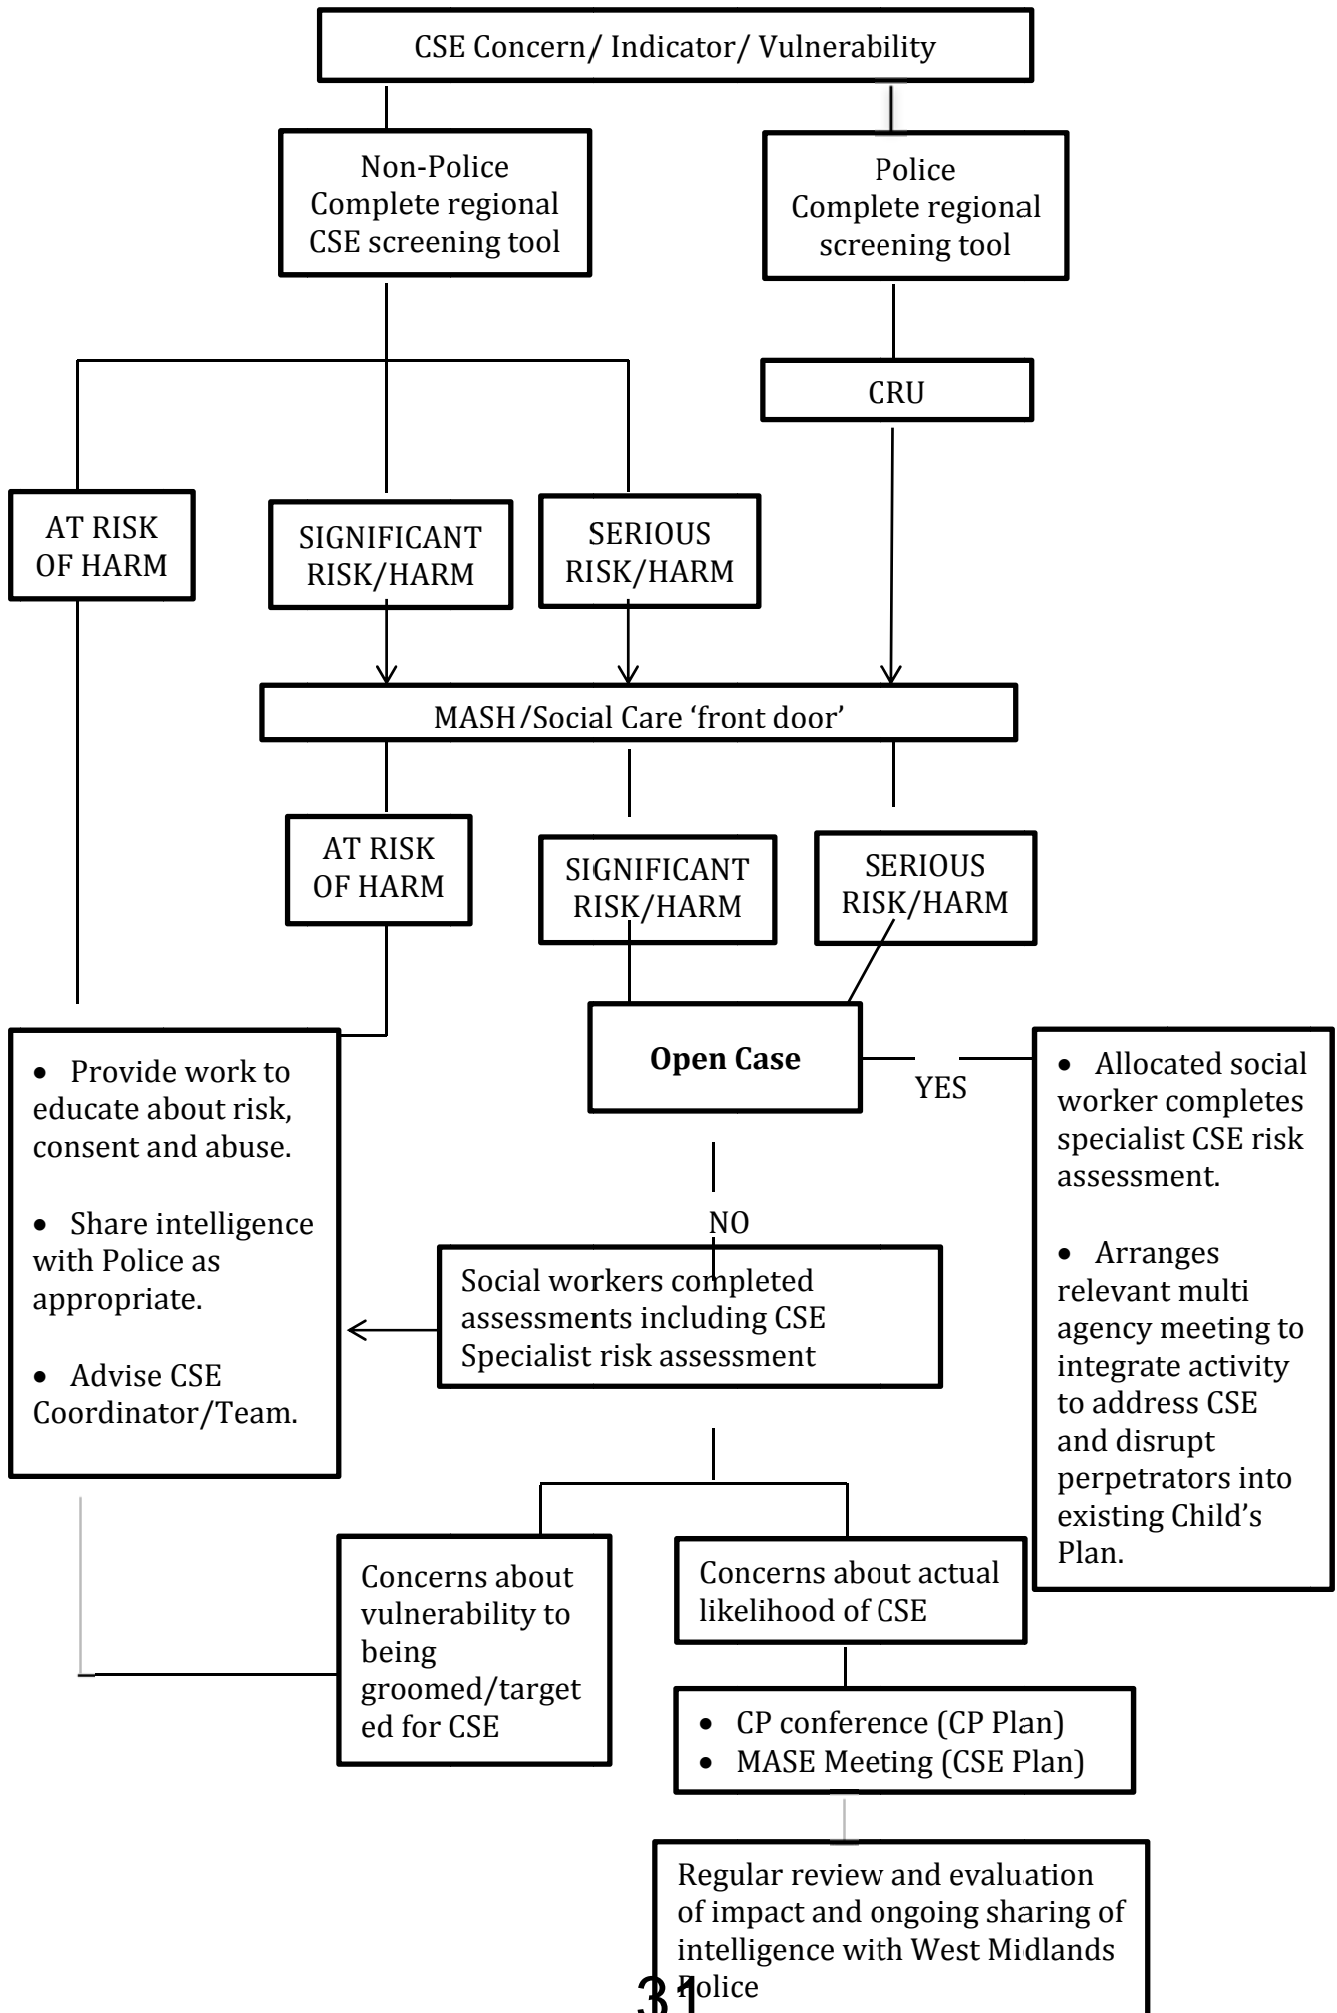 CSE Concern/ Indicator/ Vulnerability
Non-Police
Complete regional
CSE screening tool
Police
Complete regional
screening tool
CRU
AT RISK
OF HARM
SIGNIFICANT
RISK/HARM
SERIOUS
RISK/HARM
MASH/Social Care ‘front door’
AT RISK
OF HARM
SIGNIFICANT
RISK/HARM
SERIOUS
RISK/HARM
Open Case
YES
NO
• Provide work to
educate about risk,
consent and abuse.
• Share intelligence
with Police as
appropriate.
• Advise CSE
Coordinator/Team.
• Allocated social
worker completes
specialist CSE risk
assessment.
• Arranges
relevant multi
agency meeting to
integrate activity
to address CSE
and disrupt
perpetrators into
existing Child’s
Plan.
Social workers completed
assessments including CSE
Specialist risk assessment
Concerns about
vulnerability to
being
groomed/target
ed for CSE
Concerns about actual
likelihood of CSE
• CP conference (CP Plan)
• MASE Meeting (CSE Plan)
Regular review and evaluation
of impact and ongoing sharing of
intelligence with West Midlands
Police
31